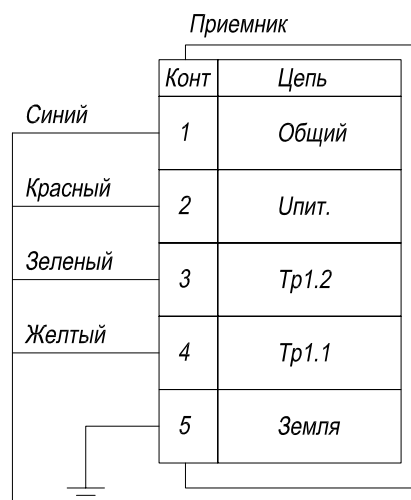 Приемник
Конт Цепь
Синий 1 Общий
Красный 2 Uпит.
Зеленый 3 Тр1.2
Желтый 4 Тр1.1
5 Земля